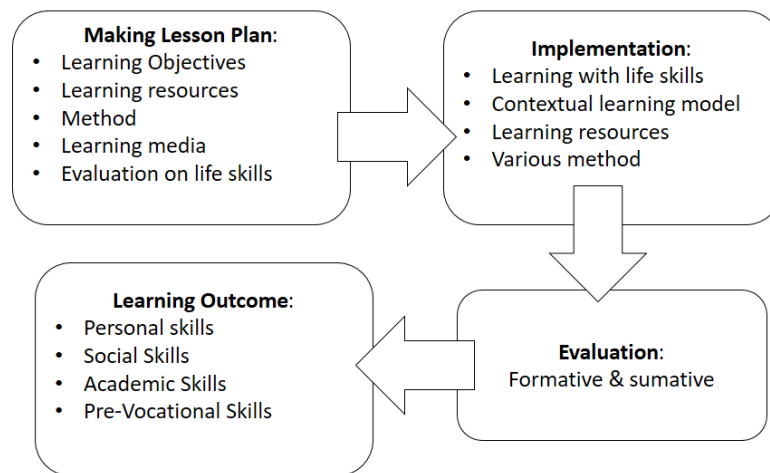 Making Lesson Plan:
• Learning Objectives
• Learning resources
• Method
• Learning media
• Evaluation on life skills
Implementation:
• Learning with life skills
• Contextual learning model
• Learning resources
• Various method
Evaluation:
Formative & sumative
Learning Outcome:
• Personal skills
• Social Skills
• Academic Skills
• Pre-Vocational Skills